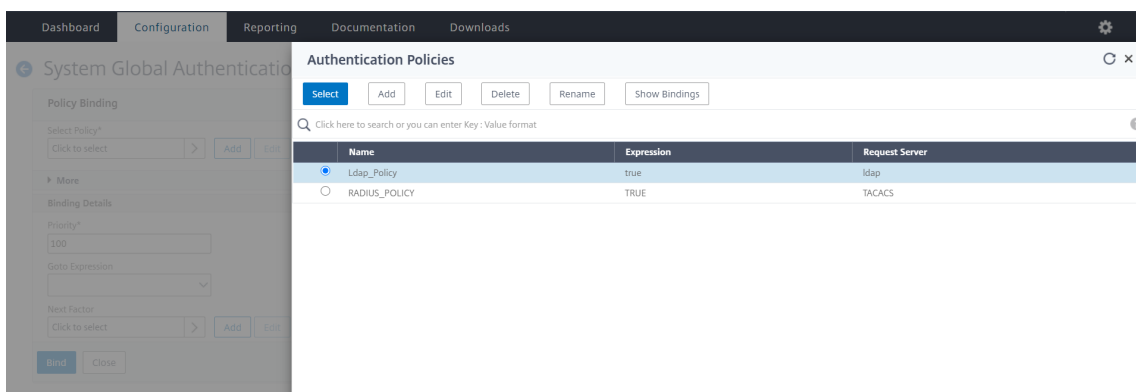 Dashboard Configuration Reporting Documentation Downloads
System Global Authenticatio
Policy Binding
Select Policy*
Click to select Add Edit
More
Binding Details
Priority*
100
Goto Expression
Next Factor
Click to select Add Edit
Bind Close
Authentication Policies
Select Add Edit Delete Rename Show Bindings
Click here to search or you can enter Key : Value format
Name Expression Request Server
Ldap_Policy true ldap
RADIUS_POLICY TRUE TACACS